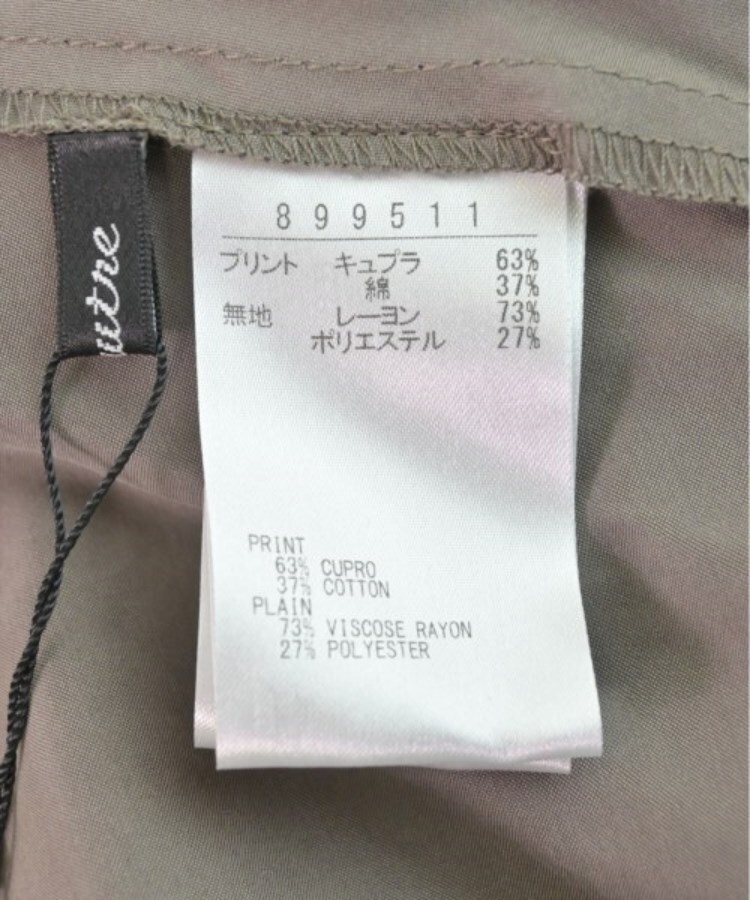 899511
プリント キュプラ 63%
綿 37%
無地 レーヨン 73%
ポリエステル 27%
PRINT
63% CUPRO
37% COTTON
PLAIN
73% VISCOSE RAYON
27% POLYESTER